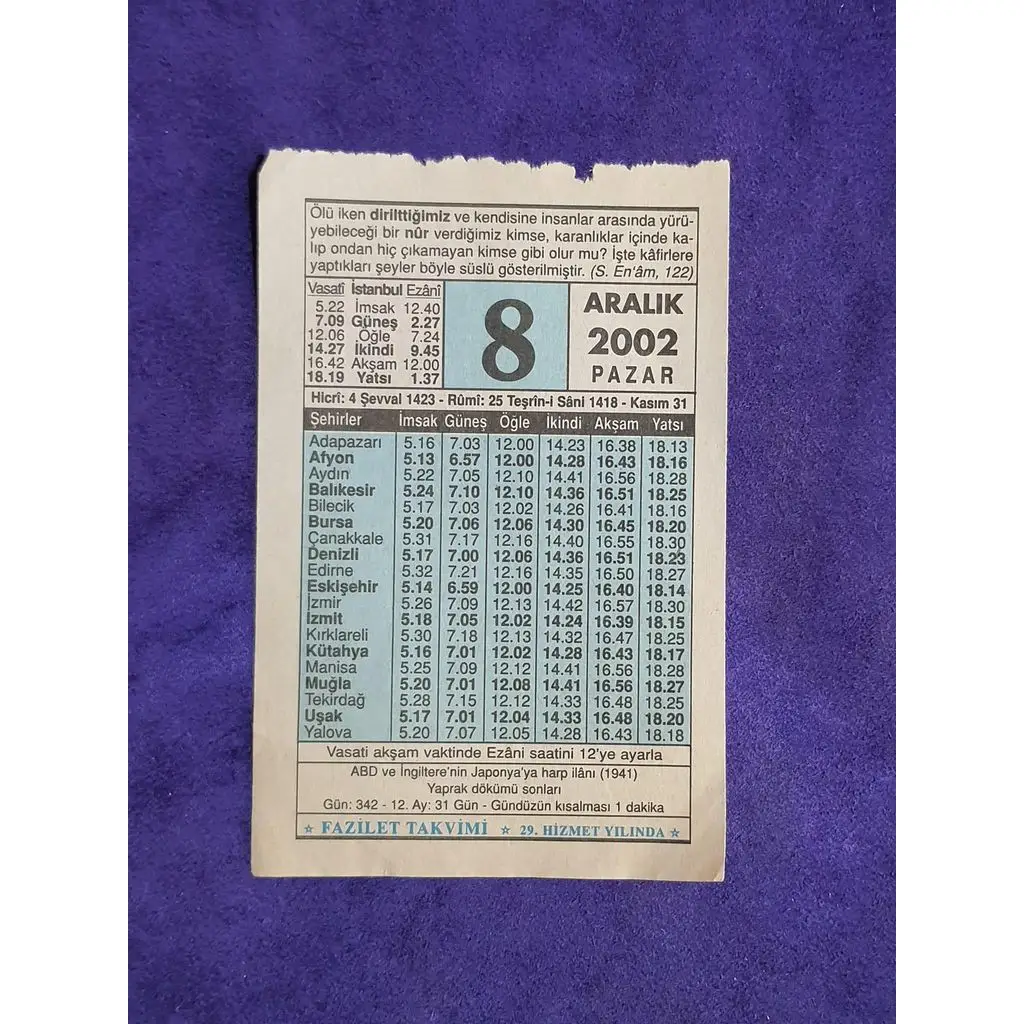 Ölü iken dirilttiğimiz ve kendisine insanlar arasında yürü-
yebileceği bir nûr verdiğimiz kimse, karanlıklar içinde ka-
lıp ondan hiç çıkamayan kimse gibi olur mu? İşte kâfirlere
yaptıkları şeyler böyle süslü gösterilmiştir. (S. En'âm, 122)
Vasatî İstanbul Ezânî
5.22 İmsak 12.40
7.09 Güneş 2.27
12.06 Öğle 7.24
14.27 İkindi 9.45
16.42 Akşam 12.00
18.19 Yatsı 1.37
8
ARALIK
2002
PAZAR
Hicrî: 4 Şevval 1423 - Rûmî: 25 Teşrîn-i Sâni 1418 - Kasım 31
Şehirler İmsak Güneş Öğle İkindi Akşam Yatsı
Adapazarı 5.16 7.03 12.00 14.23 16.38 18.13
Afyon 5.13 6.57 12.00 14.28 16.43 18.16
Aydın 5.22 7.05 12.10 14.41 16.56 18.28
Balıkesir 5.24 7.10 12.10 14.36 16.51 18.25
Bilecik 5.17 7.03 12.02 14.26 16.41 18.16
Bursa 5.20 7.06 12.06 14.30 16.45 18.20
Çanakkale 5.31 7.17 12.16 14.40 16.55 18.30
Denizli 5.17 7.00 12.06 14.36 16.51 18.23
Edirne 5.32 7.21 12.16 14.35 16.50 18.27
Eskişehir 5.14 6.59 12.00 14.25 16.40 18.14
İzmir 5.26 7.09 12.13 14.42 16.57 18.30
İzmit 5.18 7.05 12.02 14.24 16.39 18.15
Kırklareli 5.30 7.18 12.13 14.32 16.47 18.25
Kütahya 5.16 7.01 12.02 14.28 16.43 18.17
Manisa 5.25 7.09 12.12 14.41 16.56 18.28
Muğla 5.20 7.01 12.08 14.41 16.56 18.27
Tekirdağ 5.28 7.15 12.12 14.33 16.48 18.25
Uşak 5.17 7.01 12.04 14.33 16.48 18.20
Yalova 5.20 7.07 12.05 14.28 16.43 18.18
Vasati akşam vaktinde Ezâni saatini 12'ye ayarla
ABD ve İngiltere'nin Japonya'ya harp ilânı (1941)
Yaprak dökümü sonları
Gün: 342 - 12. Ay: 31 Gün - Gündüzün kısalması 1 dakika
☆ FAZİLET TAKVİMİ ☆ 29. HİZMET YILINDA ☆